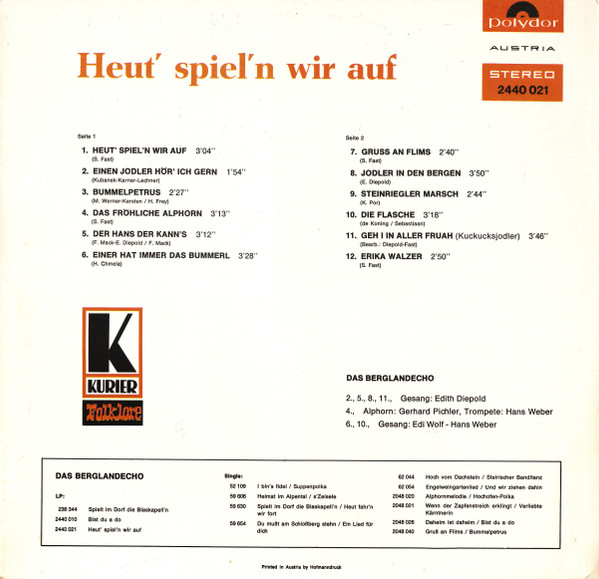 Polydor
AUSTRIA
STEREO
2440 021
Heut' spiel'n wir auf
Seite 1
1. HEUT' SPIEL'N WIR AUF 3'04''
(S. Fast)
2. EINEN JODLER HÖR' ICH GERN 1'54''
(Kubanek-Karner-Lechner)
3. BUMMELPETRUS 2'27''
(M. Werner-Kersten / H. Frey)
4. DAS FRÖHLICHE ALPHORN 3'13''
(S. Fast)
5. DER HANS DER KANN'S 3'12''
(F. Mack-E. Diepold / F. Mack)
6. EINER HAT IMMER DAS BUMMERL 3'28''
(H. Chmela)
Seite 2
7. GRUSS AN FLIMS 2'40''
(S. Fast)
8. JODLER IN DEN BERGEN 3'50''
(E. Diepold)
9. STEINRIEGLER MARSCH 2'44''
(K. Por)
10. DIE FLASCHE 3'18''
(de Koning / Sebastiaan)
11. GEH I IN ALLER FRUAH (Kuckucksjodler) 3'46''
(Bearb.: Diepold-Fast)
12. ERIKA WALZER 2'50''
(S. Fast)
K
KURIER
Folklore
DAS BERGLANDECHO
2., 5., 8., 11., Gesang: Edith Diepold
4., Alphorn: Gerhard Pichler, Trompete: Hans Weber
6., 10., Gesang: Edi Wolf - Hans Weber
DAS BERGLANDECHO
LP:
236 344 Spielt im Dorf die Blaskapell'n
2440 010 Bist du a do
2440 021 Heut' spiel'n wir auf
Single:
52 109 I bin's fidel / Suppenpolka
59 606 Heimat im Alpental / s'Zeisele
59 630 Spielt im Dorf die Blaskapell'n / Heut fahr'n
wir fort
59 654 Du mußt am Schloßberg stehn / Ein Lied für
dich
62 044 Hoch vom Dachstein / Steirischer Bandltanz
62 054 Engelweingartenlied / Und wir ziehen dahin
2048 020 Alphornmelodie / Hochofen-Polka
2048 021 Wenn der Zapfenstreich erklingt / Verliebte
Kärntnerin
2048 026 Daheim ist daheim / Bist du a do
2048 040 Gruß an Flims / Bummelpetrus
Printed in Austria by Hofmanndruck